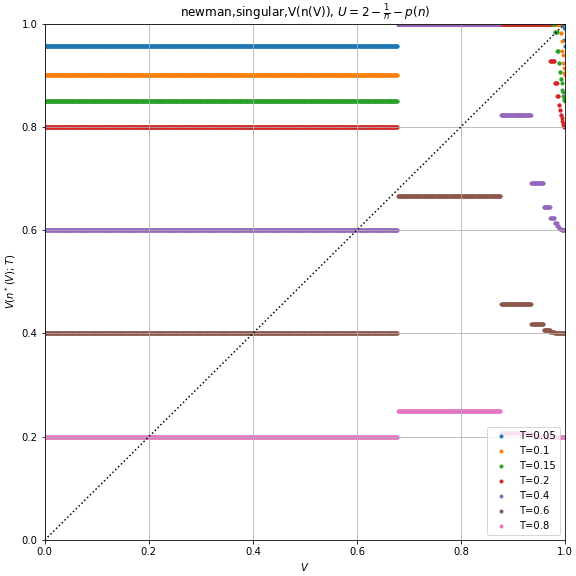 newman,singular,V(n(V)), $U = 2 - \frac{1}{n} - p(n)$
1.0
0.8
0.6
0.4
0.2
0.0
V(n*(V); T)
T=0.05
T=0.1
T=0.15
T=0.2
T=0.4
T=0.6
T=0.8
0.0 0.2 0.4 0.6 0.8 1.0
V